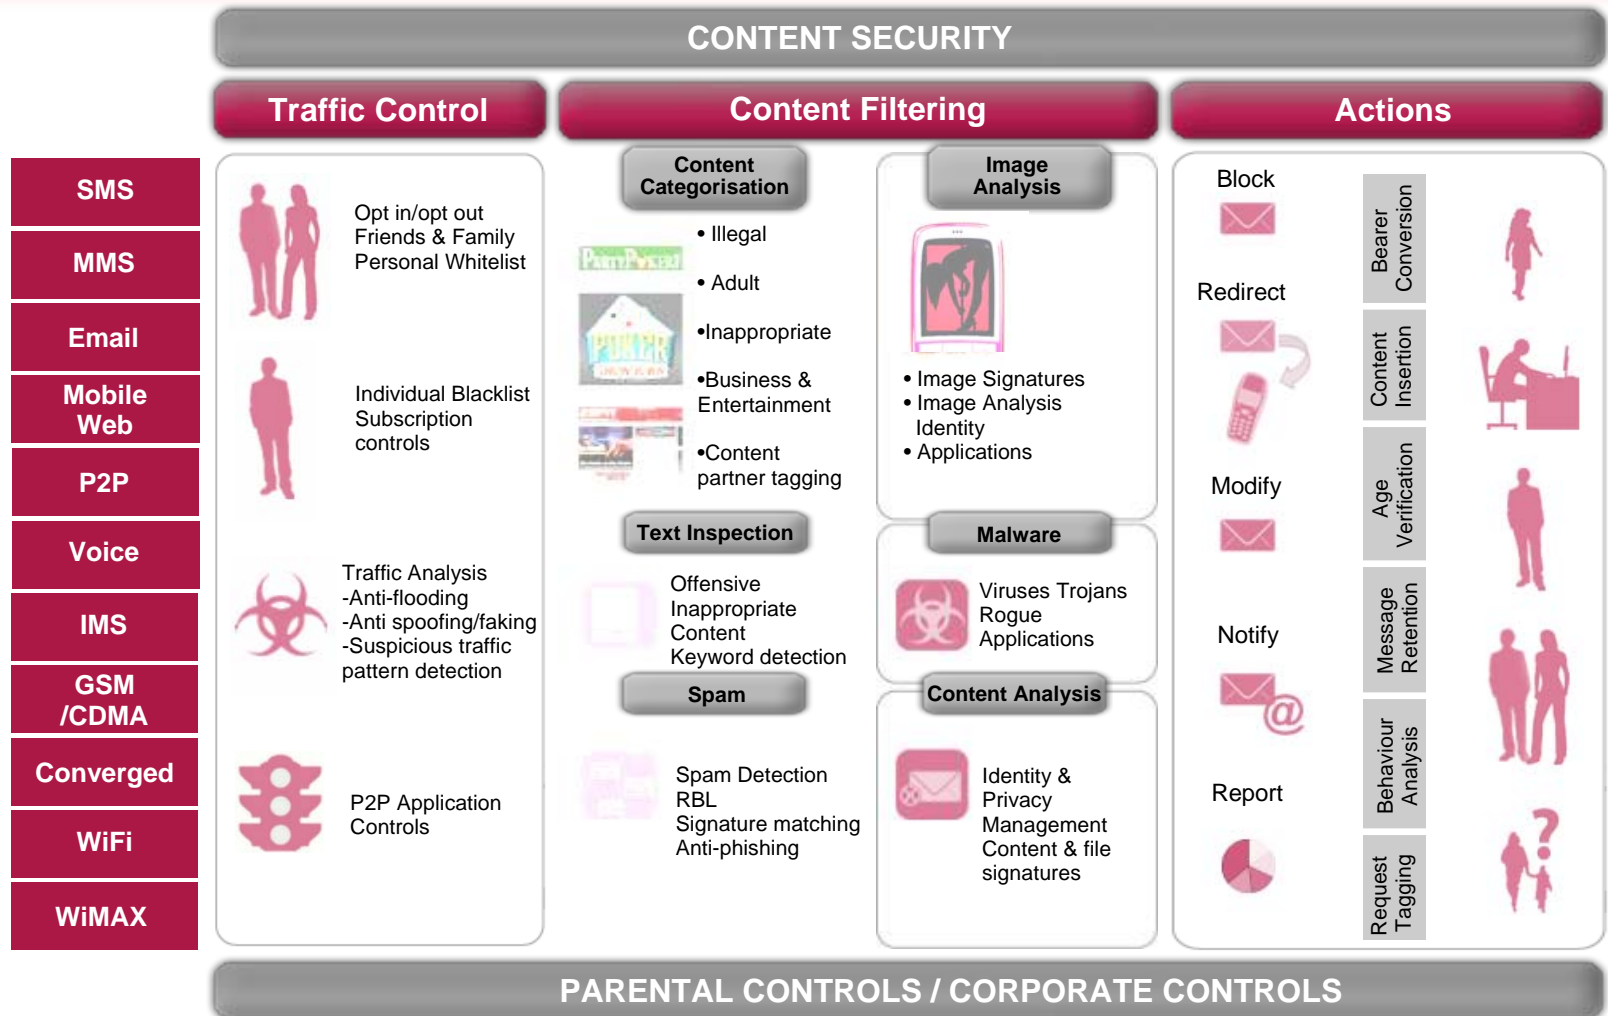 CONTENT SECURITY
Traffic Control
Content Filtering
Actions
SMS
MMS
Email
Mobile
Web
P2P
Voice
IMS
GSM
/CDMA
Converged
WiFi
WiMAX
Opt in/opt out
Friends & Family
Personal Whitelist
Individual Blacklist
Subscription
controls
Traffic Analysis
-Anti-flooding
-Anti spoofing/faking
-Suspicious traffic
pattern detection
P2P Application
Controls
Content
Categorisation
• Illegal
• Adult
•Inappropriate
•Business &
Entertainment
•Content
partner tagging
POKER
Text Inspection
Offensive
Inappropriate
Content
Keyword detection
Spam
Spam Detection
RBL
Signature matching
Anti-phishing
Image
Analysis
• Image Signatures
• Image Analysis
Identity
• Applications
Malware
Viruses Trojans
Rogue
Applications
Content Analysis
Identity &
Privacy
Management
Content & file
signatures
Block
Redirect
Modify
Notify
@
Report
Bearer
Conversion
Content
Insertion
Age
Verification
Message
Retention
Behaviour
Analysis
Request
Tagging
?
PARENTAL CONTROLS / CORPORATE CONTROLS